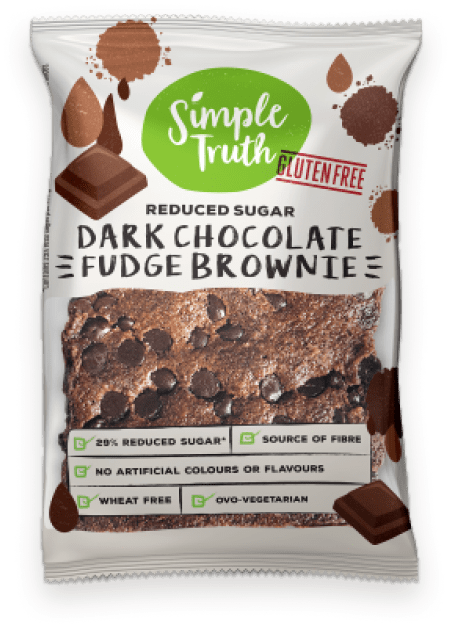 Simple
Truth
GLUTEN FREE
REDUCED SUGAR
DARK CHOCOLATE
FUDGE BROWNIE
29% REDUCED SUGAR*
SOURCE OF FIBRE
NO ARTIFICIAL COLOURS OR FLAVOURS
WHEAT FREE
OVO-VEGETARIAN